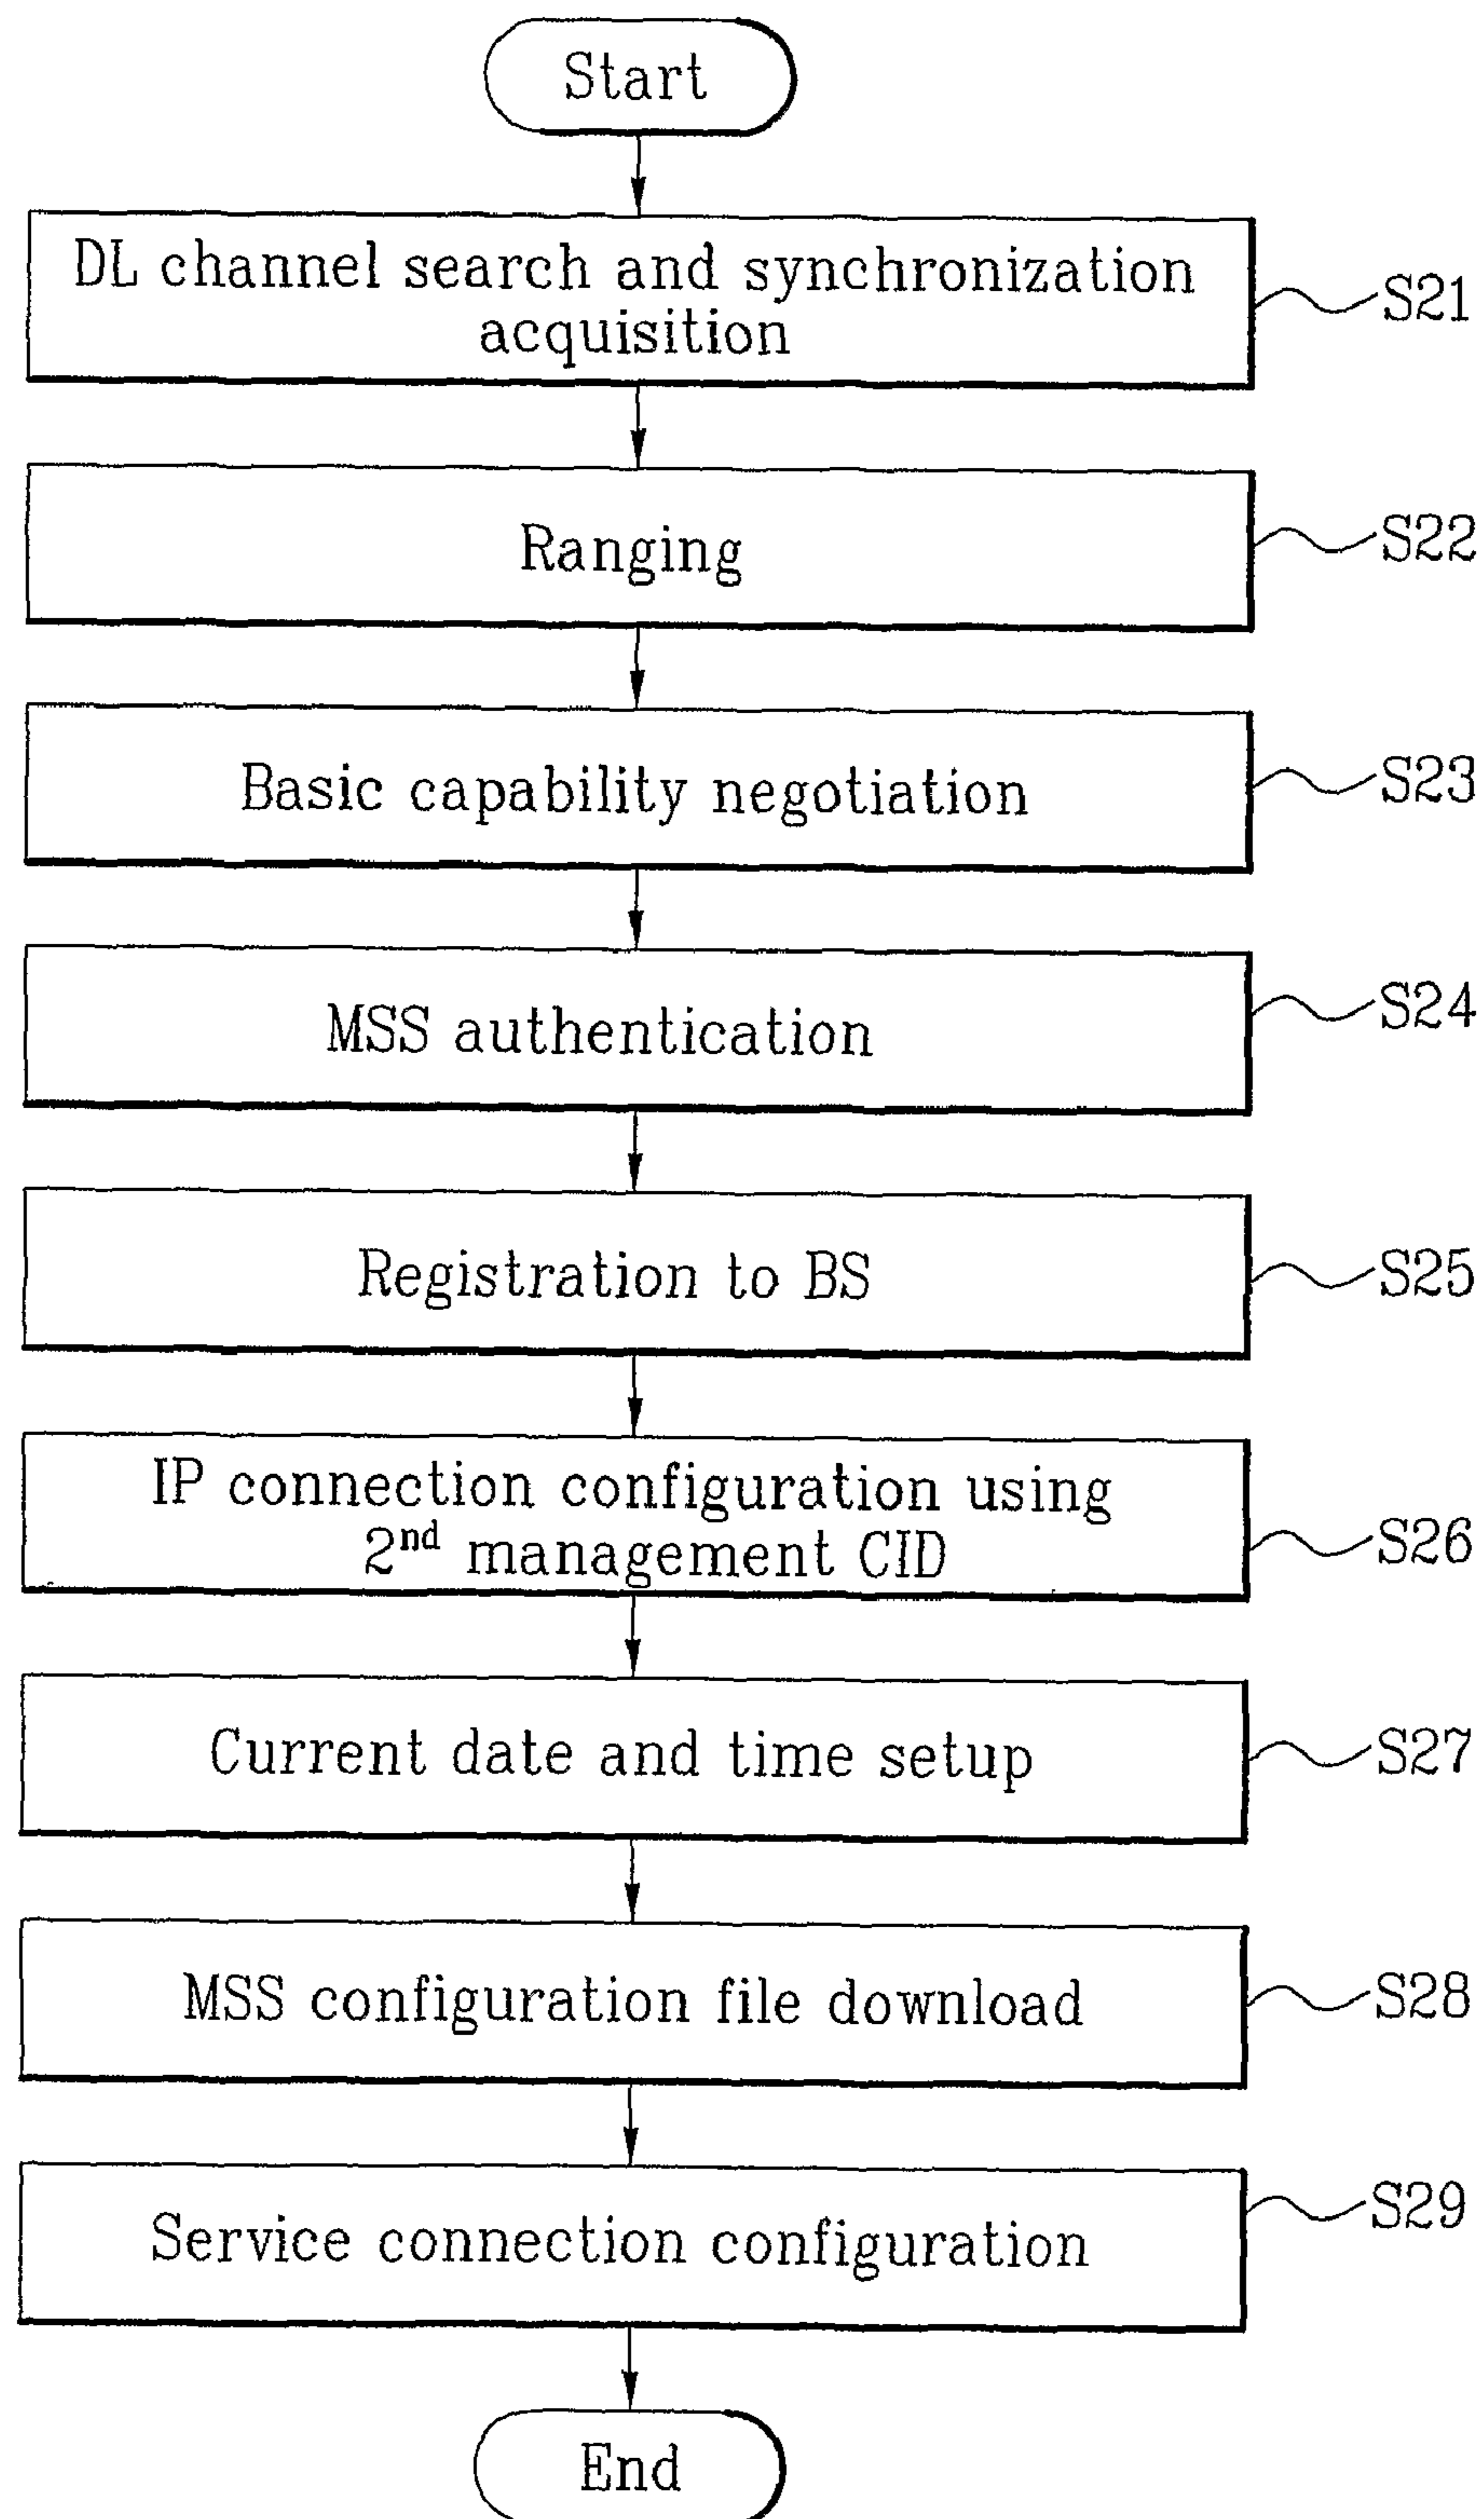 Start
DL channel search and synchronization
acquisition
S21
Ranging
S22
Basic capability negotiation
S23
MSS authentication
S24
Registration to BS
S25
IP connection configuration using
2nd management CID
S26
Current date and time setup
S27
MSS configuration file download
S28
Service connection configuration
S29
End